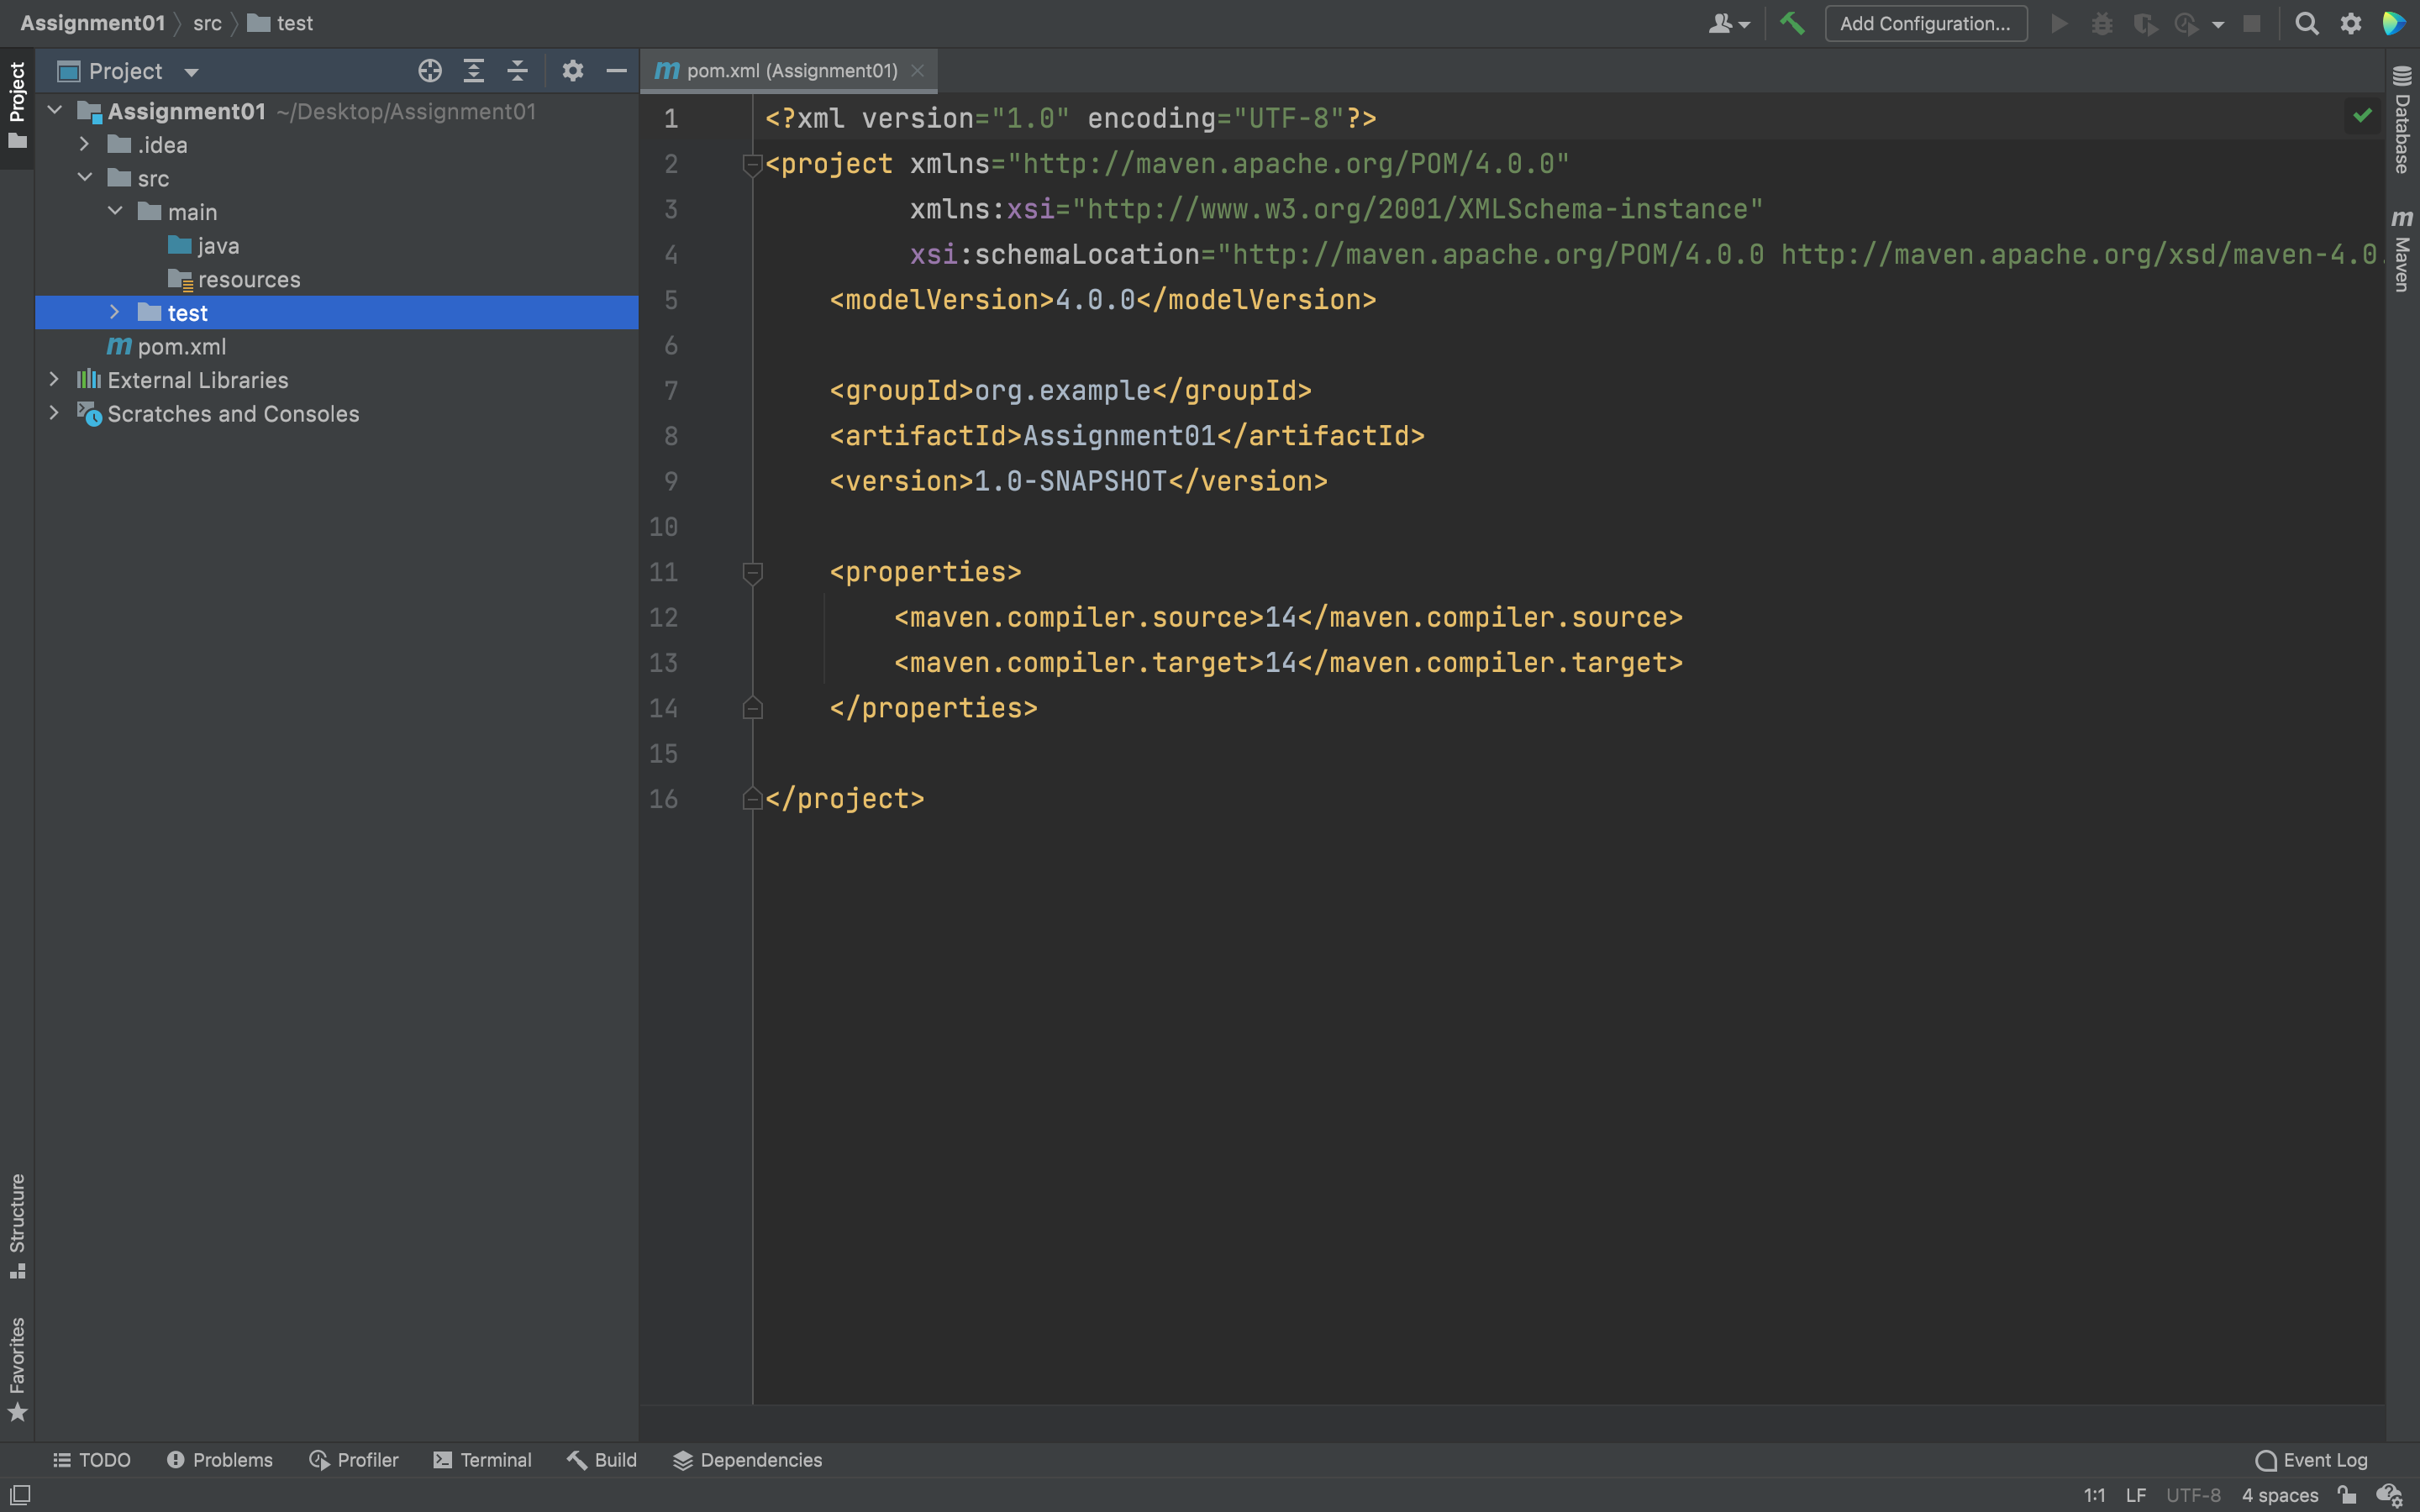 Assignment01 src test
Add Configuration...
Project
Project
pom.xml (Assignment01)
Assignment01 ~/Desktop/Assignment01
.idea
src
main
java
resources
test
pom.xml
External Libraries
Scratches and Consoles
1 <?xml version="1.0" encoding="UTF-8"?>
2 <project xmlns="http://maven.apache.org/POM/4.0.0"
3 xmlns:xsi="http://www.w3.org/2001/XMLSchema-instance"
4 xsi:schemaLocation="http://maven.apache.org/POM/4.0.0 http://maven.apache.org/xsd/maven-4.0.
5 <modelVersion>4.0.0</modelVersion>
6
7 <groupId>org.example</groupId>
8 <artifactId>Assignment01</artifactId>
9 <version>1.0-SNAPSHOT</version>
10
11 <properties>
12 <maven.compiler.source>14</maven.compiler.source>
13 <maven.compiler.target>14</maven.compiler.target>
14 </properties>
15
16 </project>
Database
m Maven
Structure
Favorites
TODO Problems Profiler Terminal Build Dependencies Event Log
1:1 LF UTF-8 4 spaces